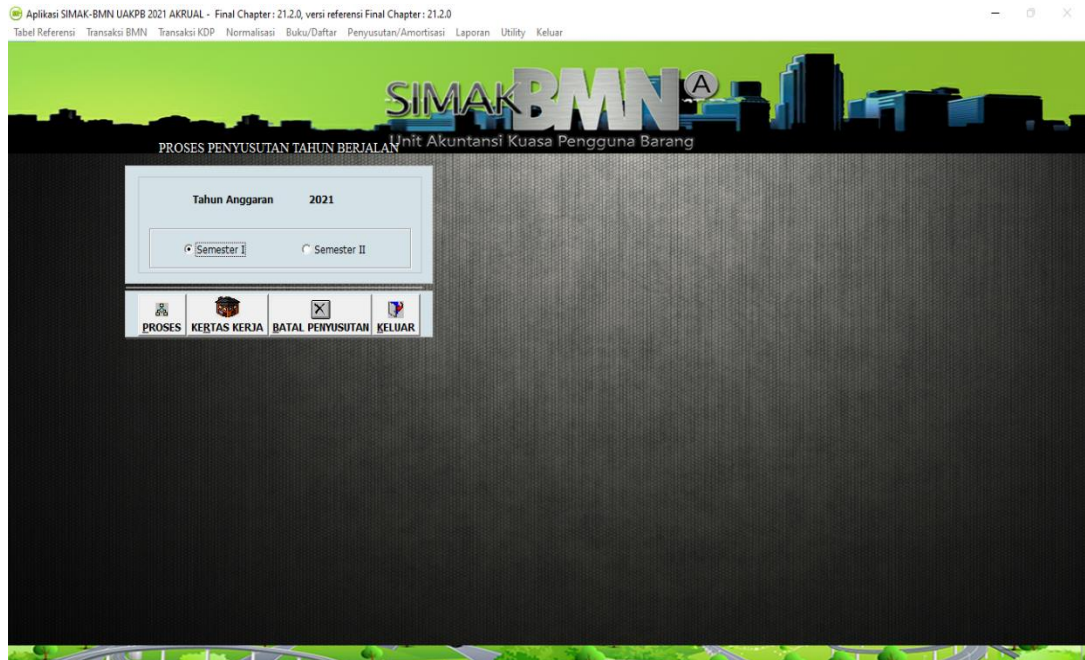 Aplikasi SIMAK-BMN UAKPB 2021 AKRUAL - Final Chapter : 21.2.0, versi referensi Final Chapter : 21.2.0
Tabel Referensi Transaksi BMN Transaksi KDP Normalisasi Buku/Daftar Penyusutan/Amortisasi Laporan Utility Keluar
SIMAK BMN A
Unit Akuntansi Kuasa Pengguna Barang
PROSES PENYUSUTAN TAHUN BERJALAN
Tahun Anggaran 2021
Semester I Semester II
PROSES KERTAS KERJA BATAL PENYUSUTAN KELUAR